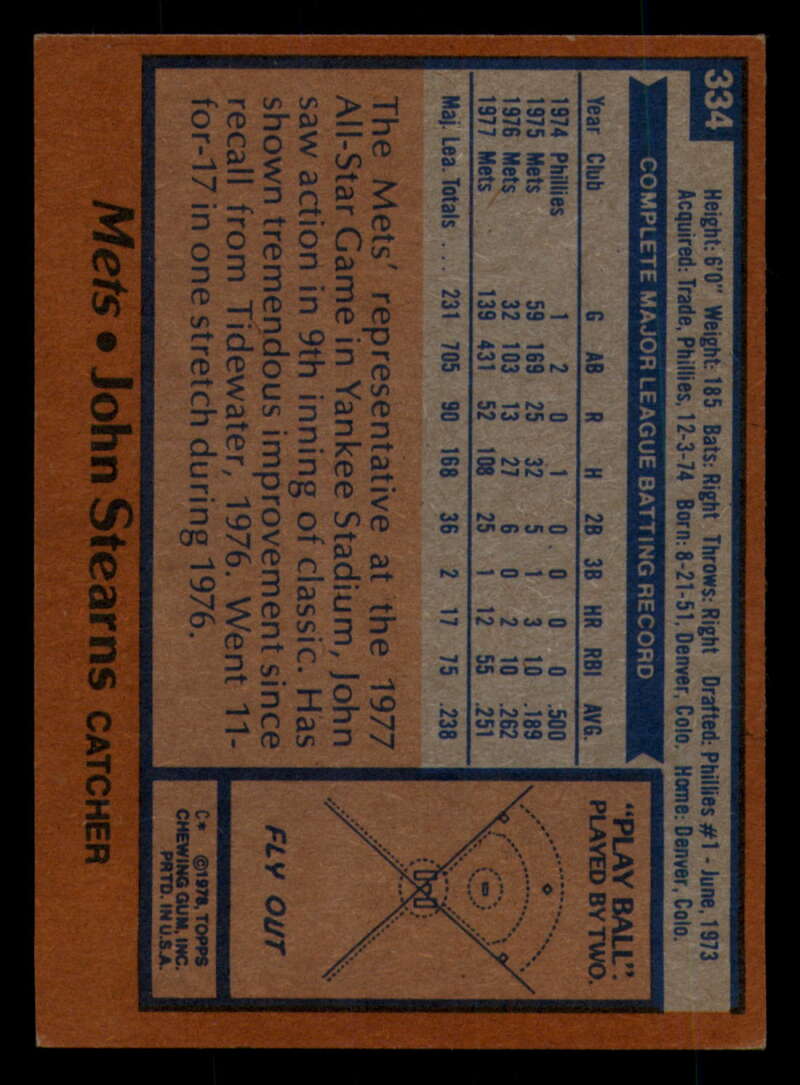 334
Height: 6'0" Weight: 185 Bats: Right Throws: Right Drafted: Phillies #1 - June, 1973
Acquired: Trade, Phillies, 12-3-74 Born: 8-21-51, Denver, Colo. Home: Denver, Colo.
COMPLETE MAJOR LEAGUE BATTING RECORD
Year Club G AB R H 2B 3B HR RBI AVG.
1974 Phillies 1 2 0 1 0 0 0 0 .500
1975 Mets 59 169 25 32 5 1 3 10 .189
1976 Mets 32 103 13 27 6 0 2 10 .262
1977 Mets 139 431 52 108 25 1 12 55 .251
Maj. Lea. Totals ... 231 705 90 168 36 2 17 75 .238
The Mets' representative at the 1977
All-Star Game in Yankee Stadium, John
saw action in 9th inning of classic. Has
shown tremendous improvement since
recall from Tidewater, 1976. Went 11-
for-17 in one stretch during 1976.
"PLAY BALL":
PLAYED BY TWO.
FLY OUT
C* ©1978, TOPPS
CHEWING GUM, INC.
PRTD. IN U.S.A.
Mets • John Stearns CATCHER